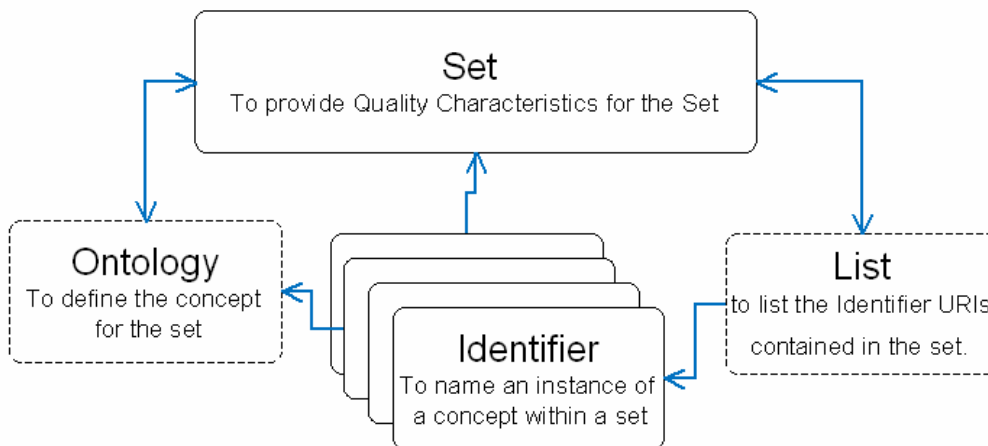 Set
To provide Quality Characteristics for the Set
Ontology
To define the concept
for the set
Identifier
To name an instance of
a concept within a set
List
to list the Identifier URIs
contained in the set.